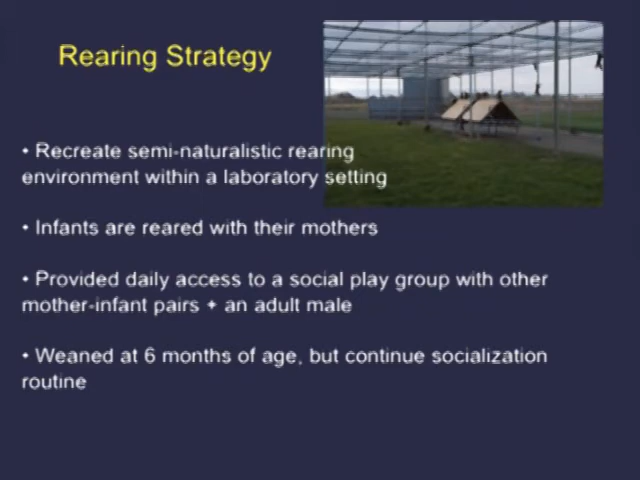 Rearing Strategy
• Recreate semi-naturalistic rearing
environment within a laboratory setting
• Infants are reared with their mothers
• Provided daily access to a social play group with other
mother-infant pairs + an adult male
• Weaned at 6 months of age, but continue socialization
routine